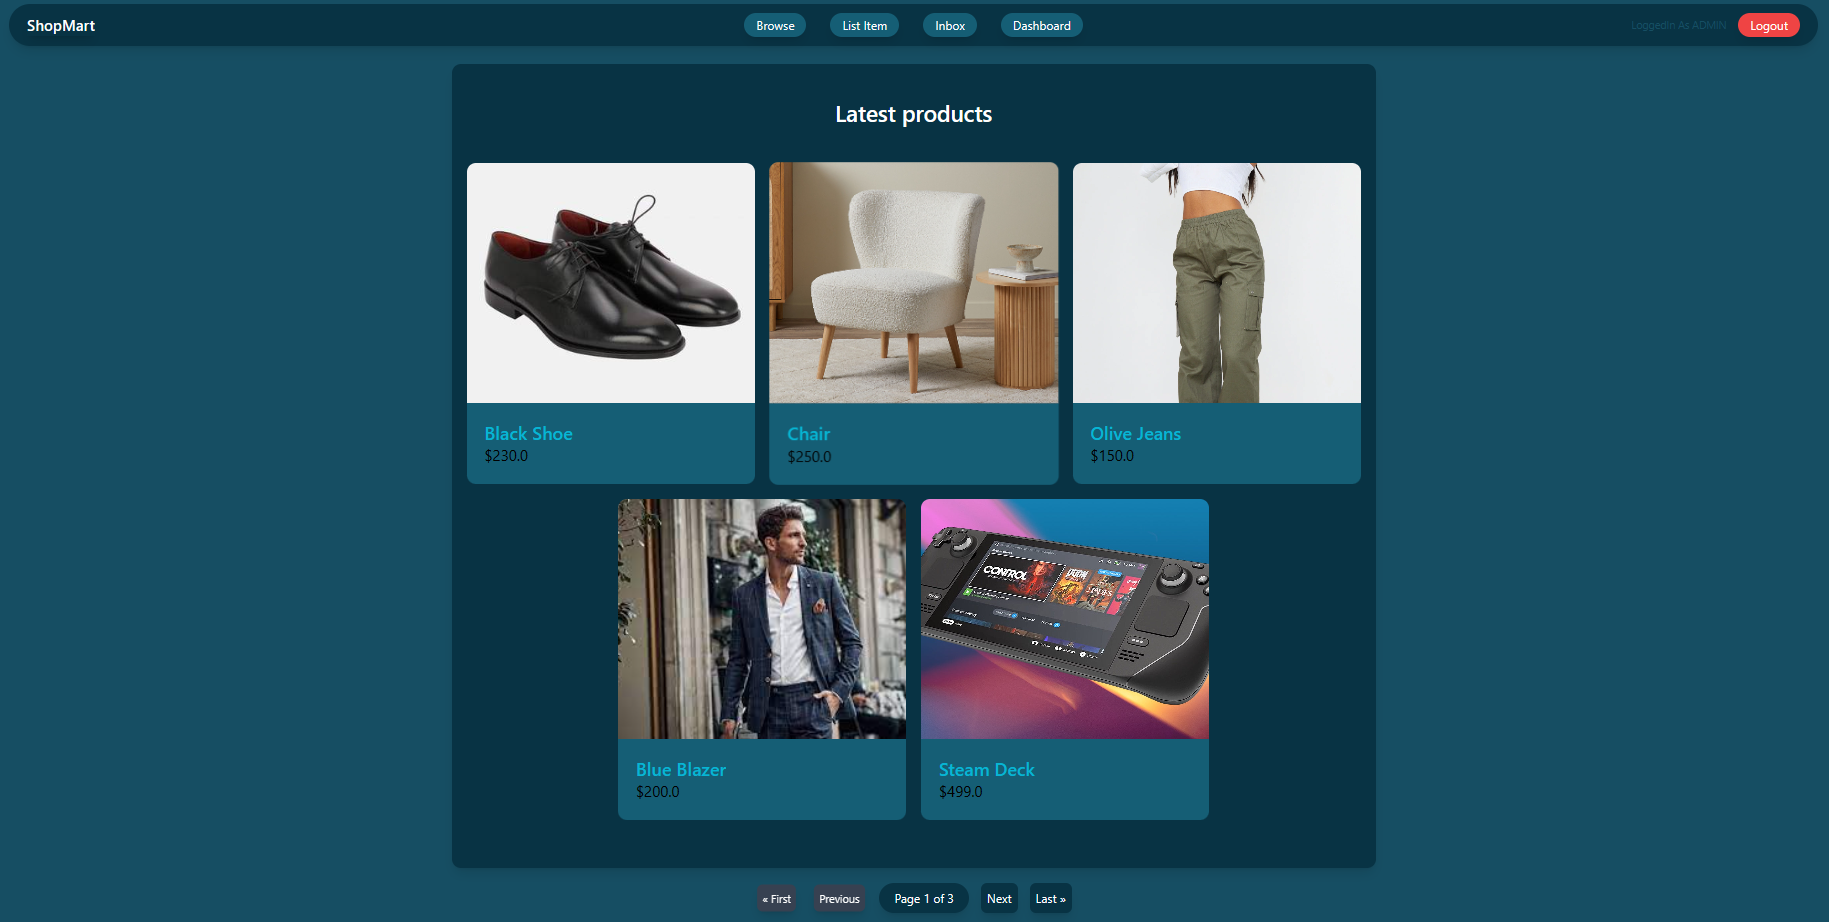 ShopMart
Browse
List Item
Inbox
Dashboard
LoggedIn As ADMIN
Logout
Latest products
Black Shoe
$230.0
Chair
$250.0
Olive Jeans
$150.0
CONTROL
Blue Blazer
$200.0
Steam Deck
$499.0
« First
Previous
Page 1 of 3
Next
Last »